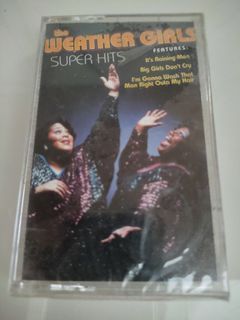 the
WEATHER GIRLS
SUPER HITS
FEATURES:
It's Raining Men
Big Girls Don't Cry
I'm Gonna Wash That
Man Right Outa My Hair